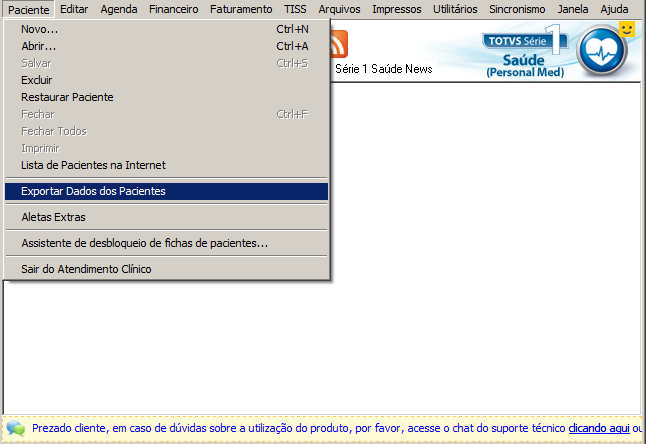 Paciente Editar Agenda Financeiro Faturamento TISS Arquivos Impressos Utilitários Sincronismo Janela Ajuda
Novo... Ctrl+N
Abrir... Ctrl+A
Salvar Ctrl+S
Excluir
Restaurar Paciente
Fechar Ctrl+F
Fechar Todos
Imprimir
Lista de Pacientes na Internet
Exportar Dados dos Pacientes
Aletas Extras
Assistente de desbloqueio de fichas de pacientes...
Sair do Atendimento Clínico
Série 1 Saúde News
TOTVS Série 1
Saúde
(Personal Med)
Prezado cliente, em caso de dúvidas sobre a utilização do produto, por favor, acesse o chat do suporte técnico clicando aqui ou